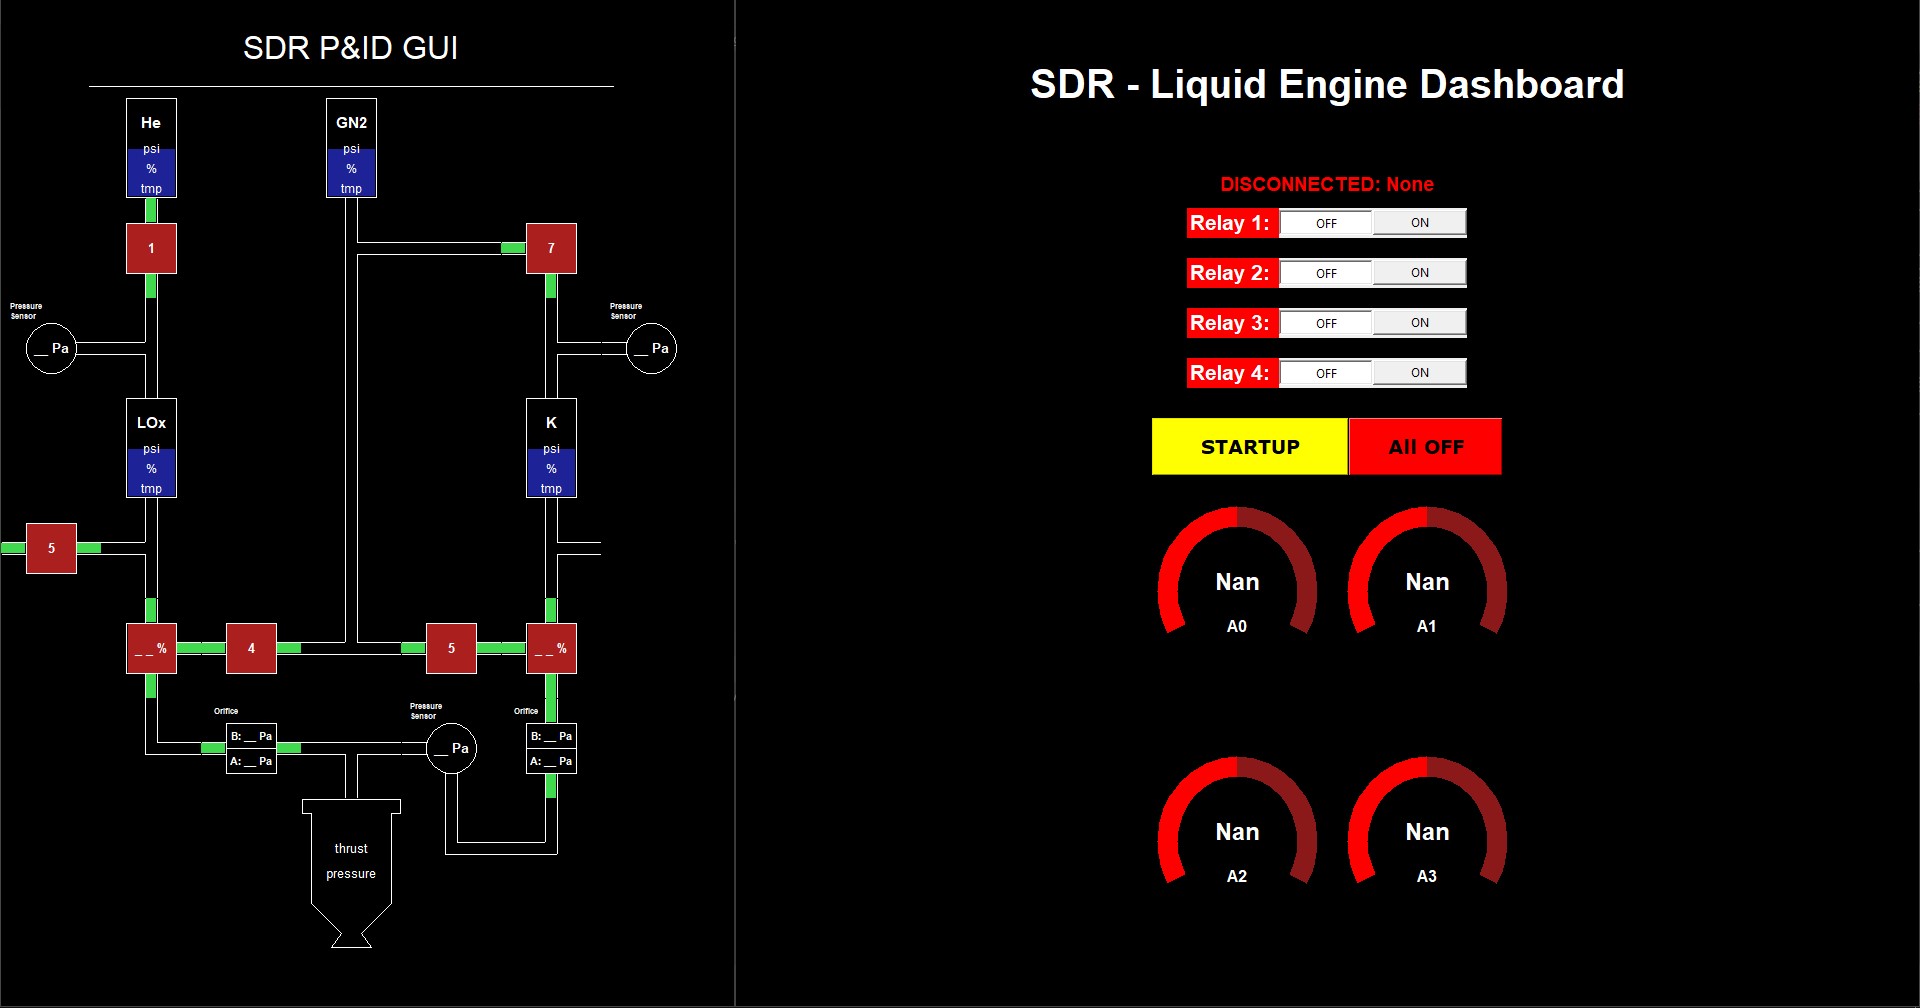 SDR P&ID GUI
He
psi
%
tmp
GN2
psi
%
tmp
1
7
Pressure
Sensor
__ Pa
Pressure
Sensor
__ Pa
LOx
psi
%
tmp
K
psi
%
tmp
5
_ _ %
4
5
_ _ %
Orifice
B: __ Pa
A: __ Pa
Pressure
Sensor
__ Pa
Orifice
B: __ Pa
A: __ Pa
thrust
pressure
SDR - Liquid Engine Dashboard
DISCONNECTED: None
Relay 1: OFF ON
Relay 2: OFF ON
Relay 3: OFF ON
Relay 4: OFF ON
STARTUP All OFF
Nan
A0
Nan
A1
Nan
A2
Nan
A3